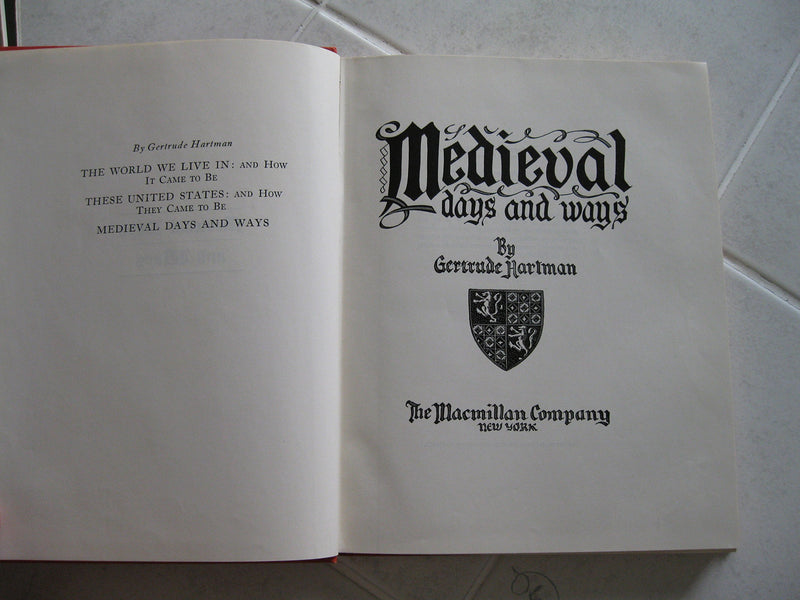 By Gertrude Hartman
THE WORLD WE LIVE IN: AND HOW
IT CAME TO BE
THESE UNITED STATES: AND HOW
THEY CAME TO BE
MEDIEVAL DAYS AND WAYS
Medieval
days and ways
By
Gertrude Hartman
The Macmillan Company
NEW YORK